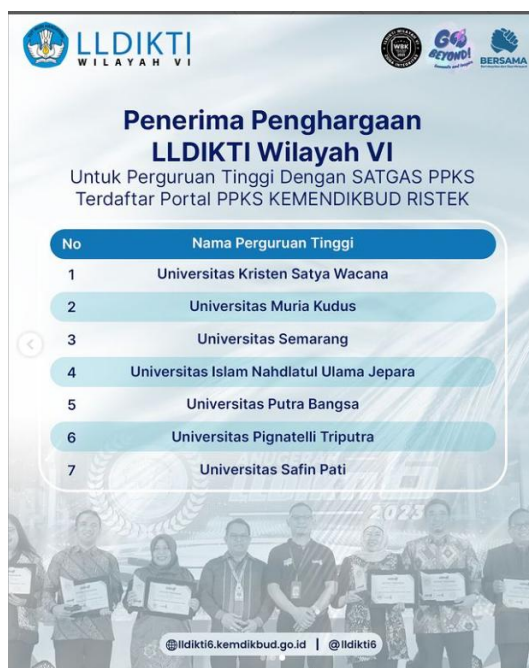 LLDIKTI
WILAYAH VI
WBK
GO
BEYOND!
BERSAMA
Penerima Penghargaan
LLDIKTI Wilayah VI
Untuk Perguruan Tinggi Dengan SATGAS PPKS
Terdaftar Portal PPKS KEMENDIKBUD RISTEK
No Nama Perguruan Tinggi
1 Universitas Kristen Satya Wacana
2 Universitas Muria Kudus
3 Universitas Semarang
4 Universitas Islam Nahdlatul Ulama Jepara
5 Universitas Putra Bangsa
6 Universitas Pignatelli Triputra
7 Universitas Safin Pati
2023
lldikti6.kemdikbud.go.id | @lldikti6